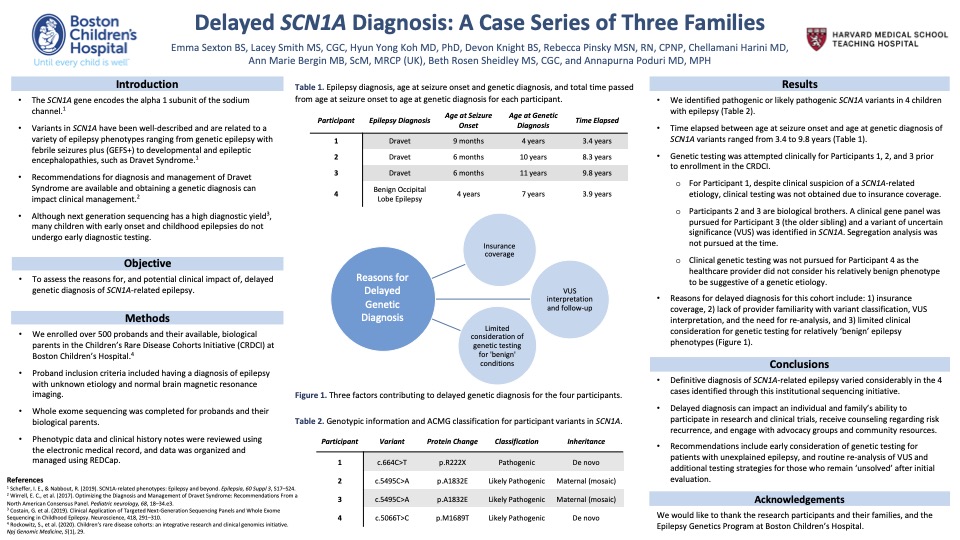 Boston
Children's
Hospital
Until every child is well
Delayed SCN1A Diagnosis: A Case Series of Three Families
Emma Sexton BS, Lacey Smith MS, CGC, Hyun Yong Koh MD, PhD, Devon Knight BS, Rebecca Pinsky MSN, RN, CPNP, Chellamani Harini MD,
Ann Marie Bergin MB, ScM, MRCP (UK), Beth Rosen Sheidley MS, CGC, and Annapurna Poduri MD, MPH
HARVARD MEDICAL SCHOOL
TEACHING HOSPITAL
Introduction
• The SCN1A gene encodes the alpha 1 subunit of the sodium
channel.1
• Variants in SCN1A have been well-described and are related to a
variety of epilepsy phenotypes ranging from genetic epilepsy with
febrile seizures plus (GEFS+) to developmental and epileptic
encephalopathies, such as Dravet Syndrome.1
• Recommendations for diagnosis and management of Dravet
Syndrome are available and obtaining a genetic diagnosis can
impact clinical management.2
• Although next generation sequencing has a high diagnostic yield3,
many children with early onset and childhood epilepsies do not
undergo early diagnostic testing.
Objective
• To assess the reasons for, and potential clinical impact of, delayed
genetic diagnosis of SCN1A-related epilepsy.
Methods
• We enrolled over 500 probands and their available, biological
parents in the Children's Rare Disease Cohorts Initiative (CRDCI) at
Boston Children's Hospital.4
• Proband inclusion criteria included having a diagnosis of epilepsy
with unknown etiology and normal brain magnetic resonance
imaging.
• Whole exome sequencing was completed for probands and their
biological parents.
• Phenotypic data and clinical history notes were reviewed using
the electronic medical record, and data was organized and
managed using REDCap.
References
1 Scheffer, I. E., & Nabbout, R. (2019). SCN1A-related phenotypes: Epilepsy and beyond. Epilepsia, 60 Suppl 3, S17–S24.
2 Wirrell, E. C., et al. (2017). Optimizing the Diagnosis and Management of Dravet Syndrome: Recommendations From a
North American Consensus Panel. Pediatric neurology, 68, 18–34.e3.
3 Costain, G, et al. (2019). Clinical Application of Targeted Next-Generation Sequencing Panels and Whole Exome
Sequencing in Childhood Epilepsy. Neuroscience, 418, 291–310.
4 Rockowitz, S., et al. (2020). Children's rare disease cohorts: an integrative research and clinical genomics initiative.
Npj Genomic Medicine, 5(1), 29.
Table 1. Epilepsy diagnosis, age at seizure onset and genetic diagnosis, and total time passed
from age at seizure onset to age at genetic diagnosis for each participant.
Participant Epilepsy Diagnosis Age at Seizure Onset Age at Genetic Diagnosis Time Elapsed
1 Dravet 9 months 4 years 3.4 years
2 Dravet 6 months 10 years 8.3 years
3 Dravet 6 months 11 years 9.8 years
4 Benign Occipital Lobe Epilepsy 4 years 7 years 3.9 years
Reasons for
Delayed
Genetic
Diagnosis
Insurance
coverage
VUS
interpretation
and follow-up
Limited
consideration of
genetic testing
for 'benign'
conditions
Figure 1. Three factors contributing to delayed genetic diagnosis for the four participants.
Table 2. Genotypic information and ACMG classification for participant variants in SCN1A.
Participant Variant Protein Change Classification Inheritance
1 c.664C>T p.R222X Pathogenic De novo
2 c.5495C>A p.A1832E Likely Pathogenic Maternal (mosaic)
3 c.5495C>A p.A1832E Likely Pathogenic Maternal (mosaic)
4 c.5066T>C p.M1689T Likely Pathogenic De novo
Results
• We identified pathogenic or likely pathogenic SCN1A variants in 4 children
with epilepsy (Table 2).
• Time elapsed between age at seizure onset and age at genetic diagnosis of
SCN1A variants ranged from 3.4 to 9.8 years (Table 1).
• Genetic testing was attempted clinically for Participants 1, 2, and 3 prior
to enrollment in the CRDCI.
o For Participant 1, despite clinical suspicion of a SCN1A-related
etiology, clinical testing was not obtained due to insurance coverage.
o Participants 2 and 3 are biological brothers. A clinical gene panel was
pursued for Participant 3 (the older sibling) and a variant of uncertain
significance (VUS) was identified in SCN1A. Segregation analysis was
not pursued at the time.
o Clinical genetic testing was not pursued for Participant 4 as the
healthcare provider did not consider his relatively benign phenotype
to be suggestive of a genetic etiology.
• Reasons for delayed diagnosis for this cohort include: 1) insurance
coverage, 2) lack of provider familiarity with variant classification, VUS
interpretation, and the need for re-analysis, and 3) limited clinical
consideration for genetic testing for relatively 'benign' epilepsy
phenotypes (Figure 1).
Conclusions
• Definitive diagnosis of SCN1A-related epilepsy varied considerably in the 4
cases identified through this institutional sequencing initiative.
• Delayed diagnosis can impact an individual and family's ability to
participate in research and clinical trials, receive counseling regarding risk
recurrence, and engage with advocacy groups and community resources.
• Recommendations include early consideration of genetic testing for
patients with unexplained epilepsy, and routine re-analysis of VUS and
additional testing strategies for those who remain 'unsolved' after initial
evaluation.
Acknowledgements
We would like to thank the research participants and their families, and the
Epilepsy Genetics Program at Boston Children's Hospital.